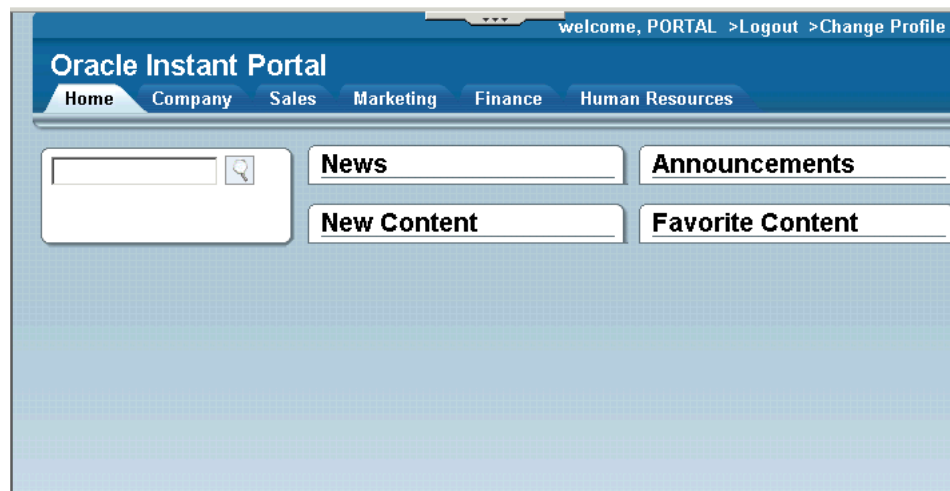 welcome, PORTAL >Logout >Change Profile
Oracle Instant Portal
Home Company Sales Marketing Finance Human Resources
News Announcements
New Content Favorite Content